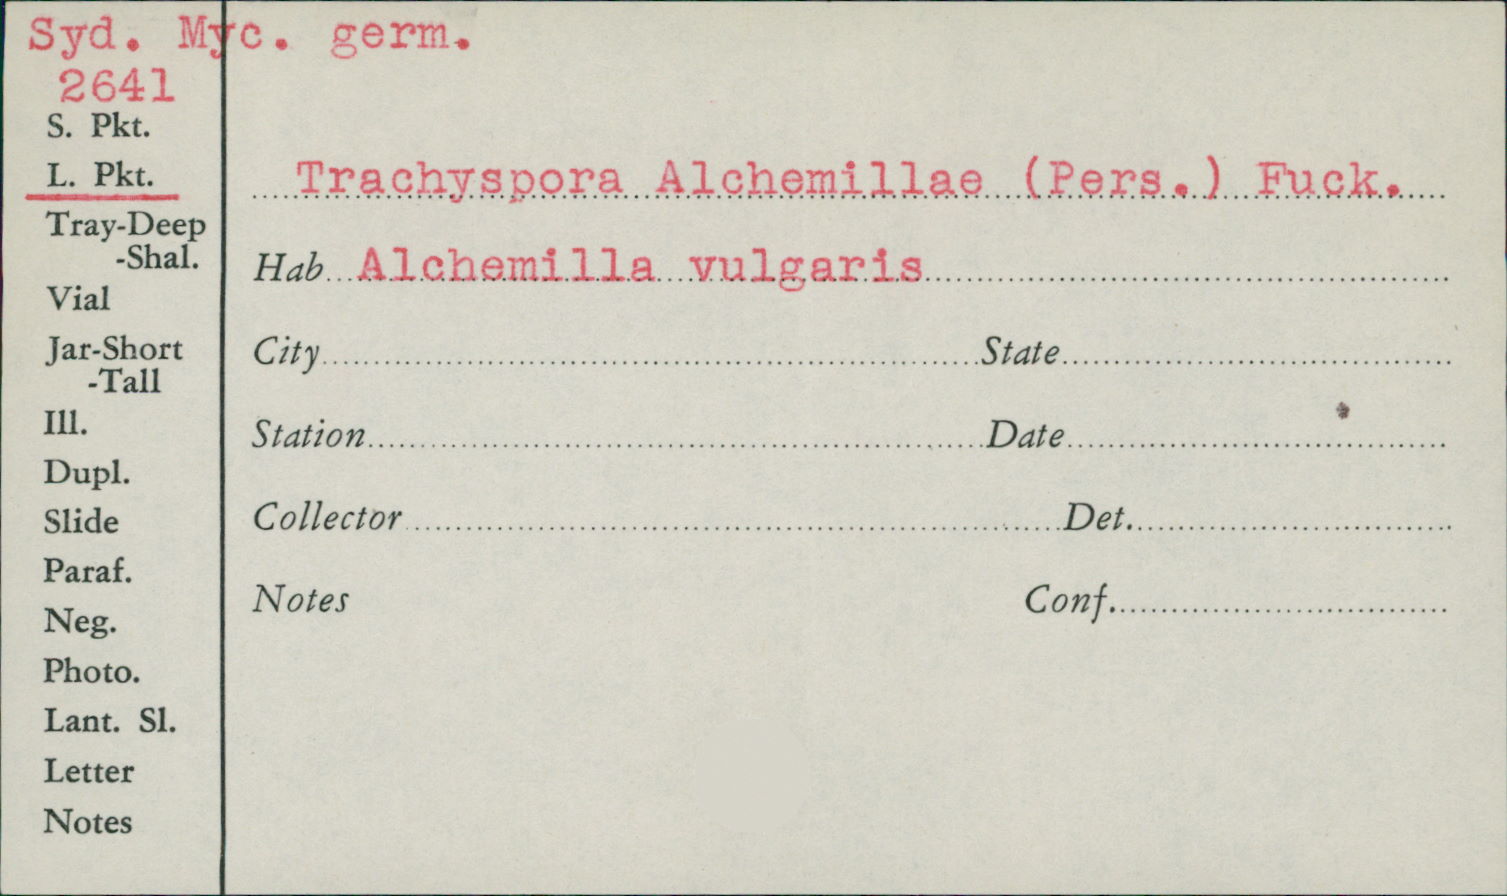 Syd. Myc. germ.
2641
S. Pkt.
L. Pkt.
Tray-Deep
-Shal.
Vial
Jar-Short
-Tall
Ill.
Dupl.
Slide
Paraf.
Neg.
Photo.
Lant. Sl.
Letter
Notes
Trachyspora Alchemillae (Pers.) Fuck.
Hab Alchemilla vulgaris
City State
Station Date
Collector Det.
Notes Conf.